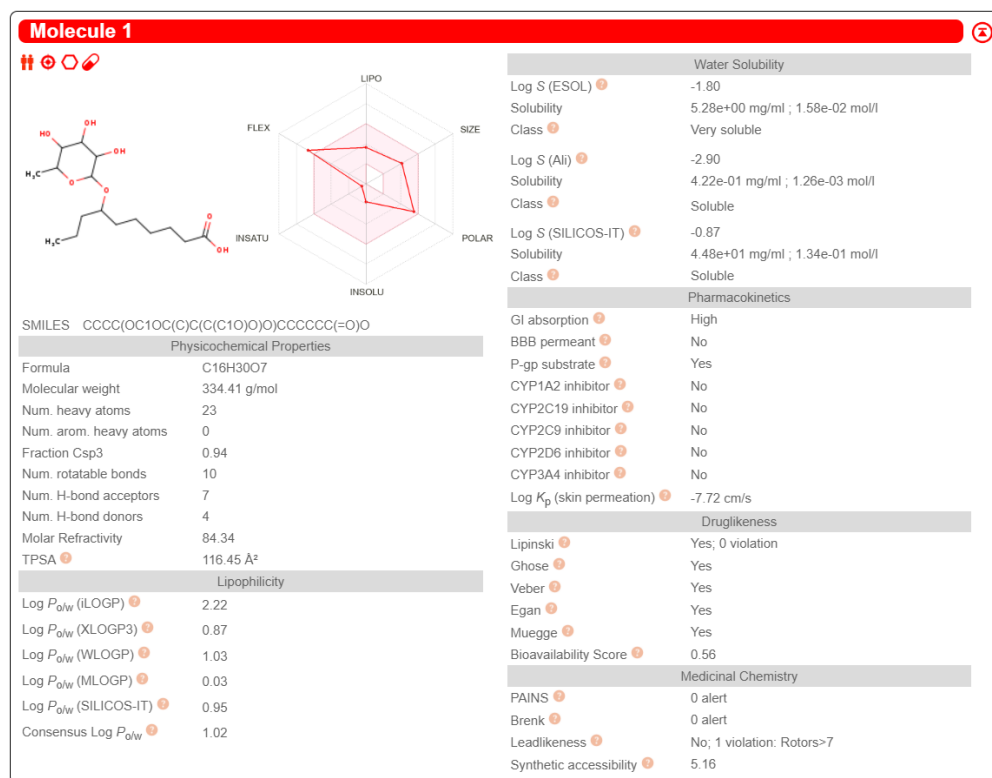 Molecule 1
LIPO
FLEX
SIZE
INSATU
POLAR
INSOLU
HO
OH
OH
H₃C
O
O
H₃C
O
OH
SMILES CCCC(OC1OC(C)C(C(C1O)O)O)CCCCCC(=O)O
Physicochemical Properties
Formula C16H30O7
Molecular weight 334.41 g/mol
Num. heavy atoms 23
Num. arom. heavy atoms 0
Fraction Csp3 0.94
Num. rotatable bonds 10
Num. H-bond acceptors 7
Num. H-bond donors 4
Molar Refractivity 84.34
TPSA ? 116.45 Å²
Lipophilicity
Log Po/w (iLOGP) ? 2.22
Log Po/w (XLOGP3) ? 0.87
Log Po/w (WLOGP) ? 1.03
Log Po/w (MLOGP) ? 0.03
Log Po/w (SILICOS-IT) ? 0.95
Consensus Log Po/w ? 1.02
Water Solubility
Log S (ESOL) ? -1.80
Solubility 5.28e+00 mg/ml ; 1.58e-02 mol/l
Class ? Very soluble
Log S (Ali) ? -2.90
Solubility 4.22e-01 mg/ml ; 1.26e-03 mol/l
Class ? Soluble
Log S (SILICOS-IT) ? -0.87
Solubility 4.48e+01 mg/ml ; 1.34e-01 mol/l
Class ? Soluble
Pharmacokinetics
GI absorption ? High
BBB permeant ? No
P-gp substrate ? Yes
CYP1A2 inhibitor ? No
CYP2C19 inhibitor ? No
CYP2C9 inhibitor ? No
CYP2D6 inhibitor ? No
CYP3A4 inhibitor ? No
Log Kp (skin permeation) ? -7.72 cm/s
Druglikeness
Lipinski ? Yes; 0 violation
Ghose ? Yes
Veber ? Yes
Egan ? Yes
Muegge ? Yes
Bioavailability Score ? 0.56
Medicinal Chemistry
PAINS ? 0 alert
Brenk ? 0 alert
Leadlikeness ? No; 1 violation: Rotors>7
Synthetic accessibility ? 5.16